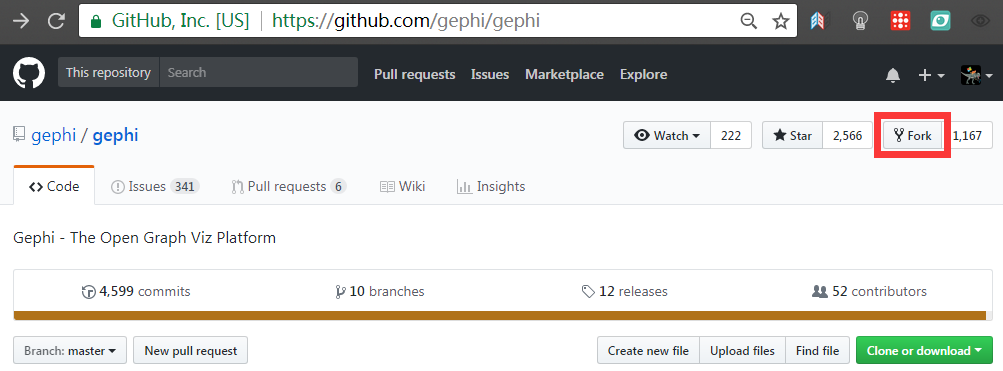 GitHub, Inc. [US] https://github.com/gephi/gephi
This repository Search Pull requests Issues Marketplace Explore
gephi / gephi Watch 222 Star 2,566 Fork 1,167
Code Issues 341 Pull requests 6 Wiki Insights
Gephi - The Open Graph Viz Platform
4,599 commits 10 branches 12 releases 52 contributors
Branch: master New pull request Create new file Upload files Find file Clone or download